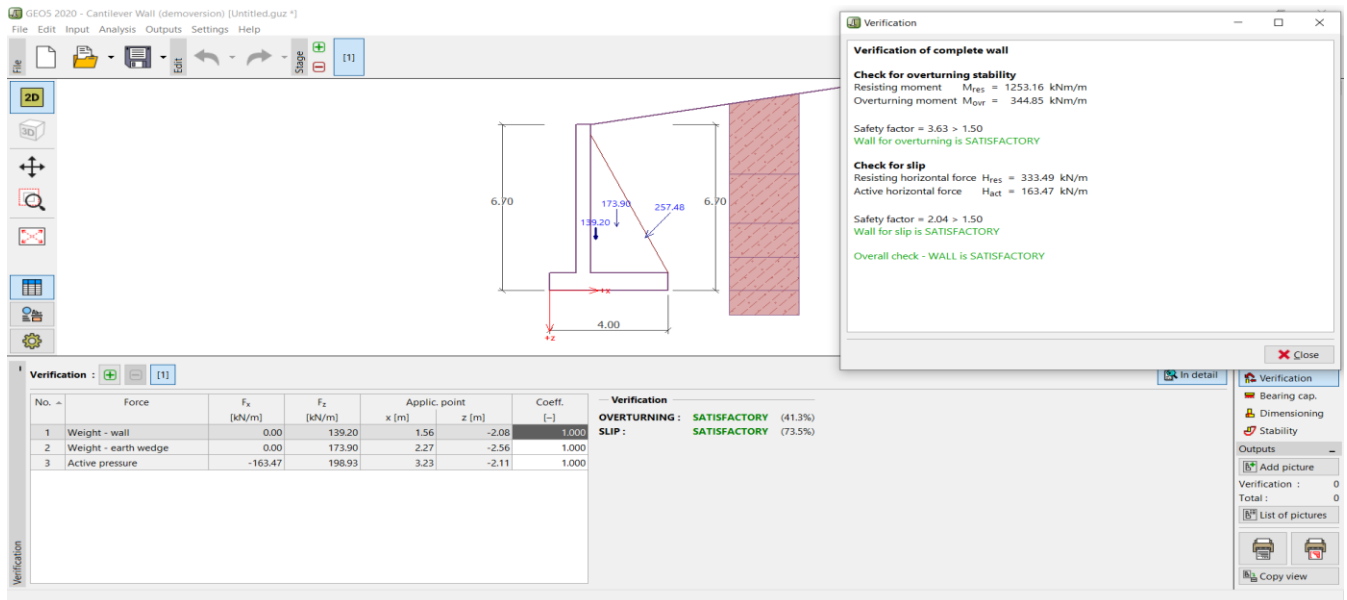 GEO5 2020 - Cantilever Wall (demoversion) [Untitled.guz *]
File Edit Input Analysis Outputs Settings Help
File
Edit
Stage
[1]
2D
3D
6.70
173.90
257.48
6.70
139.20
+x
4.00
+z
Verification
Verification of complete wall
Check for overturning stability
Resisting moment Mres = 1253.16 kNm/m
Overturning moment Movr = 344.85 kNm/m
Safety factor = 3.63 > 1.50
Wall for overturning is SATISFACTORY
Check for slip
Resisting horizontal force Hres = 333.49 kN/m
Active horizontal force Hact = 163.47 kN/m
Safety factor = 2.04 > 1.50
Wall for slip is SATISFACTORY
Overall check - WALL is SATISFACTORY
Close
Verification : [1]
In detail
No. Force Fx Fz Applic. point Coeff.
[kN/m] [kN/m] x [m] z [m] [−]
1 Weight - wall 0.00 139.20 1.56 -2.08 1.000
2 Weight - earth wedge 0.00 173.90 2.27 -2.56 1.000
3 Active pressure -163.47 198.93 3.23 -2.11 1.000
Verification
OVERTURNING : SATISFACTORY (41.3%)
SLIP : SATISFACTORY (73.5%)
Verification
Verification
Bearing cap.
Dimensioning
Stability
Outputs
Add picture
Verification : 0
Total : 0
List of pictures
Copy view